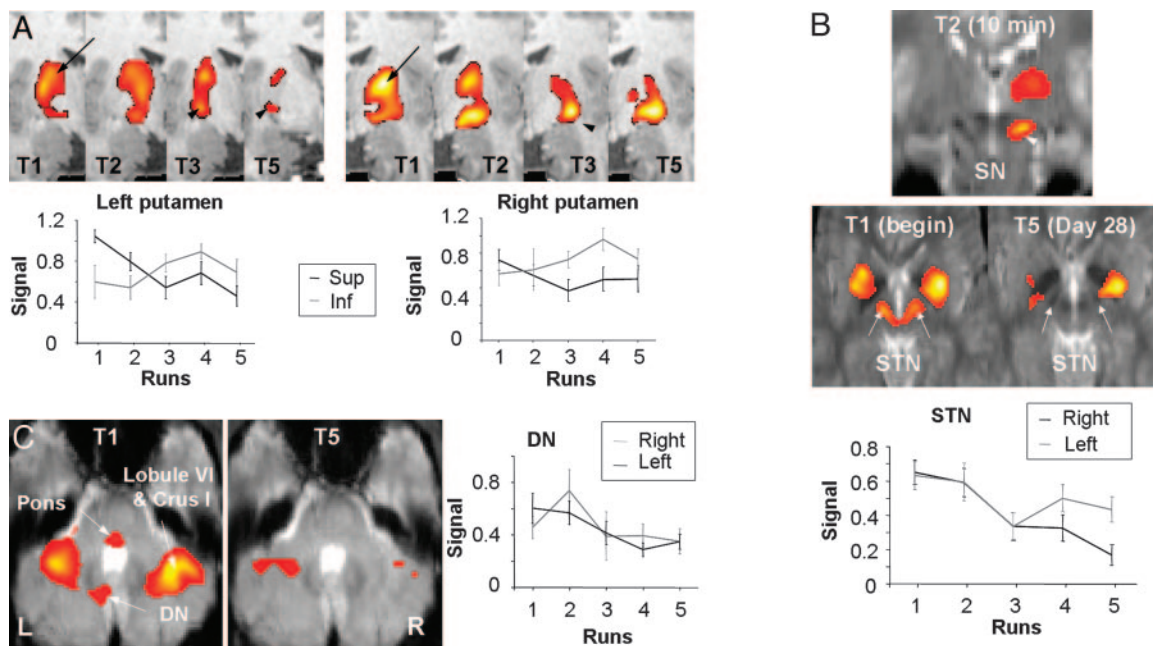 A
T1 T2 T3 T5
T1 T2 T3 T5
Left putamen
Signal
1.2
0.8
0.4
0
1 2 3 4 5
Runs
Sup
Inf
Right putamen
Signal
1.2
0.8
0.4
0
1 2 3 4 5
Runs
B
T2 (10 min)
SN
T1 (begin)
T5 (Day 28)
STN
STN
STN
Right
Left
Signal
0.8
0.6
0.4
0.2
0
1 2 3 4 5
Runs
C
T1
T5
Lobule VI
& Crus I
Pons
DN
L
R
DN
Right
Left
Signal
1.2
0.8
0.4
0
1 2 3 4 5
Runs